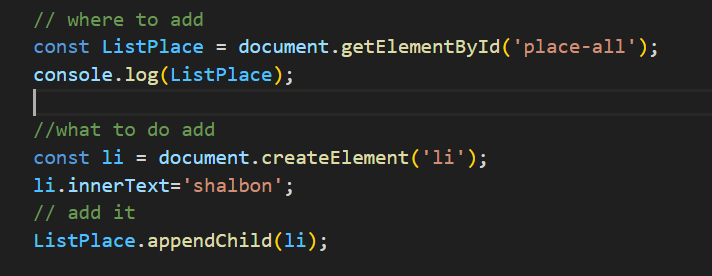 // where to add
const ListPlace = document.getElementById('place-all');
console.log(ListPlace);
//what to do add
const li = document.createElement('li');
li.innerText='shalbon';
// add it
ListPlace.appendChild(li);